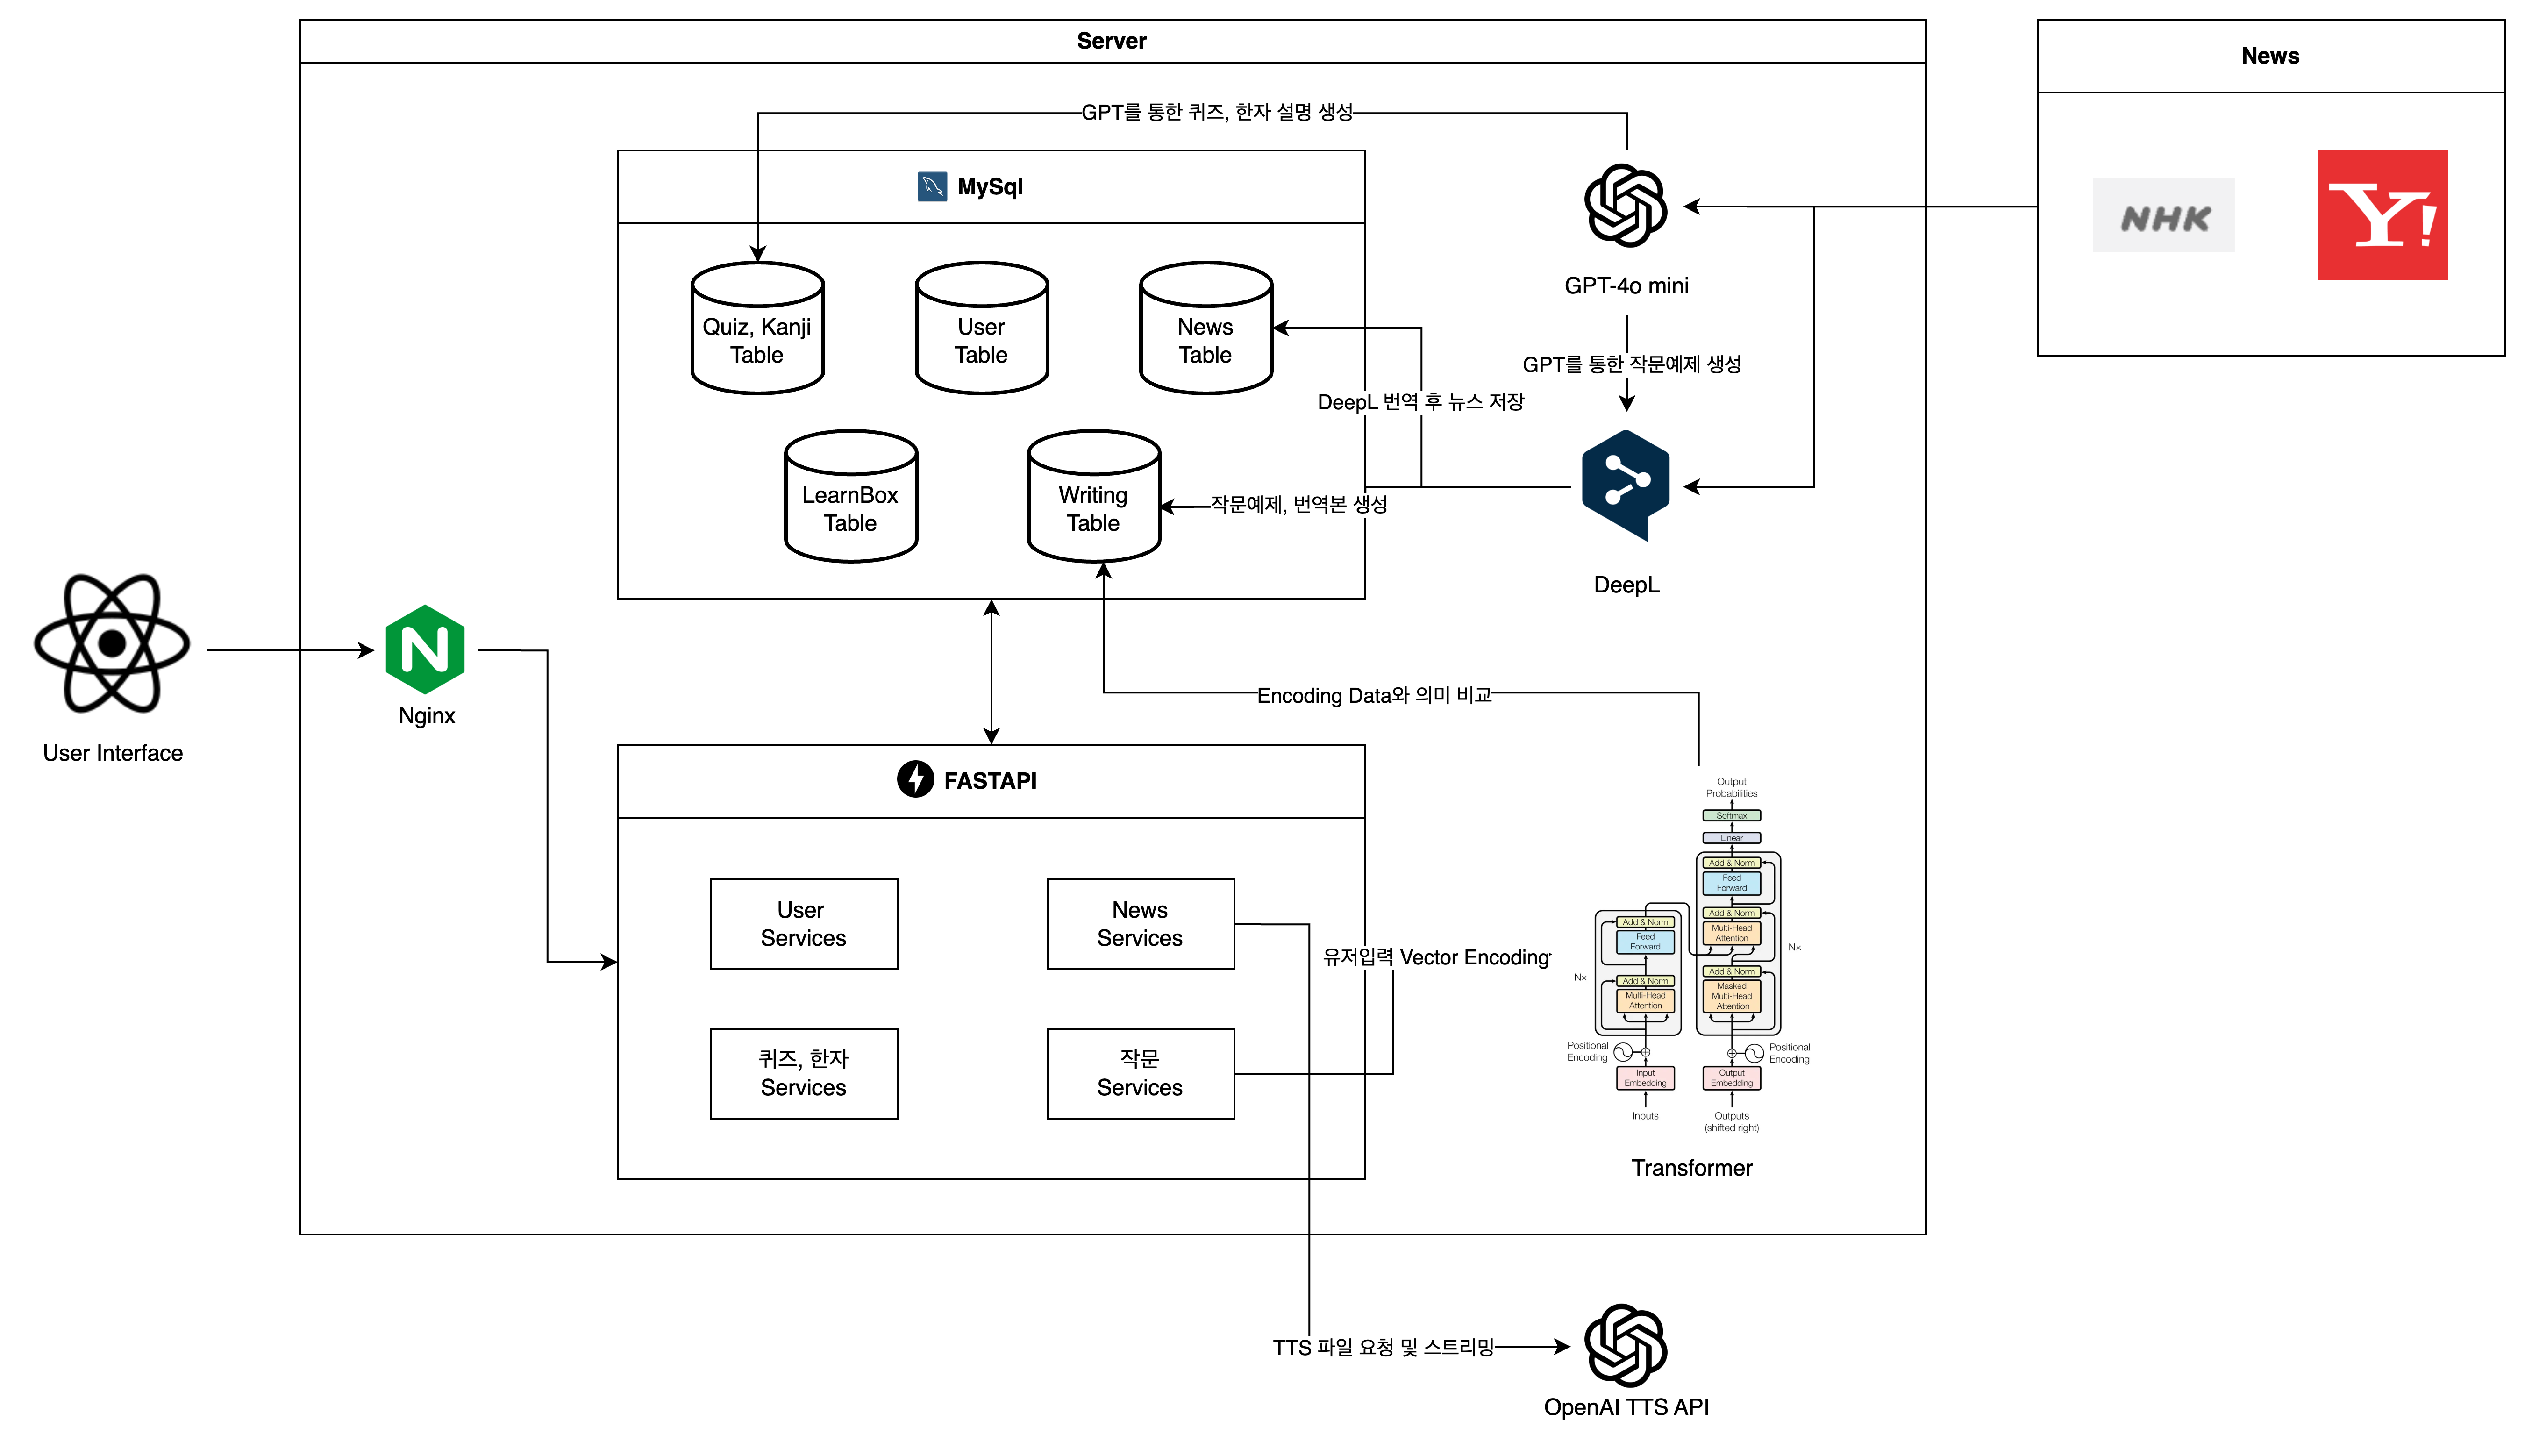 Server
News
GPT를 통한 퀴즈, 한자 설명 생성
MySql
NHK
Y!
GPT-4o mini
Quiz, Kanji
Table
User
Table
News
Table
GPT를 통한 작문예제 생성
DeepL 번역 후 뉴스 저장
LearnBox
Table
Writing
Table
작문예제, 번역본 생성
DeepL
N
Nginx
User Interface
Encoding Data와 의미 비교
FASTAPI
User
Services
News
Services
유저입력 Vector Encoding
퀴즈, 한자
Services
작문
Services
Output
Probabilities
Softmax
Linear
Add & Norm
Feed
Forward
Add & Norm
Multi-Head
Attention
Add & Norm
Feed
Forward
N×
Add & Norm
Masked
Multi-Head
Attention
N×
Add & Norm
Multi-Head
Attention
Positional
Encoding
Positional
Encoding
Input
Embedding
Output
Embedding
Inputs
Outputs
(shifted right)
Transformer
TTS 파일 요청 및 스트리밍
OpenAI TTS API